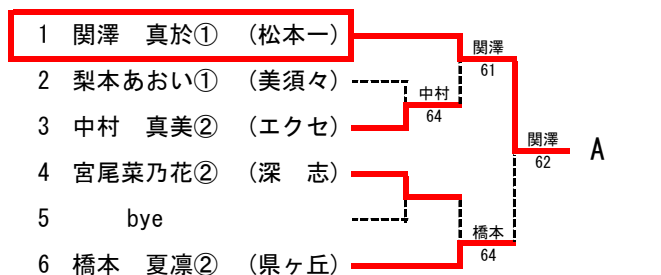 1 関澤 真於① (松本一)
2 梨本あおい① (美須々)
3 中村 真美② (エクセ)
4 宮尾菜乃花② (深 志)
5 bye
6 橋本 夏凛② (県ヶ丘)
中村
64
関澤
61
橋本
64
関澤
62
A